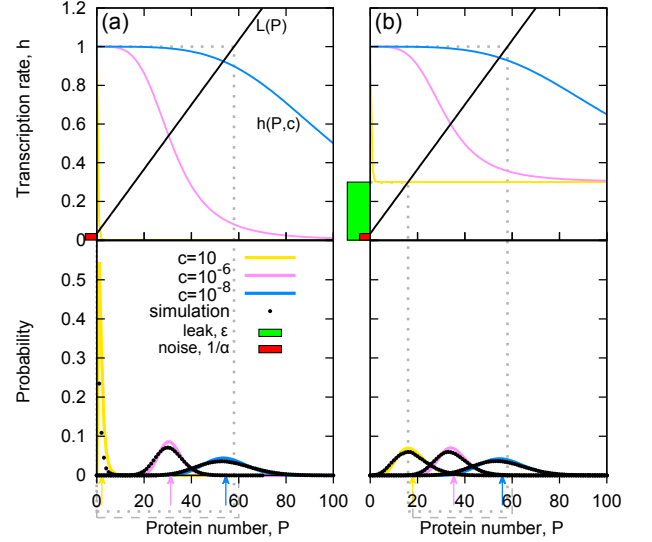 1.2
(a)
L(P)
(b)
1
0.8
0.6
h(P,c)
0.4
0.2
0
Transcription rate, h
c=10
c=10-6
c=10-8
simulation
leak, ε
noise, 1/α
0.5
0.4
0.3
0.2
0.1
0
Probability
0 20 40 60 80 100
0 20 40 60 80 100
Protein number, P
Protein number, P